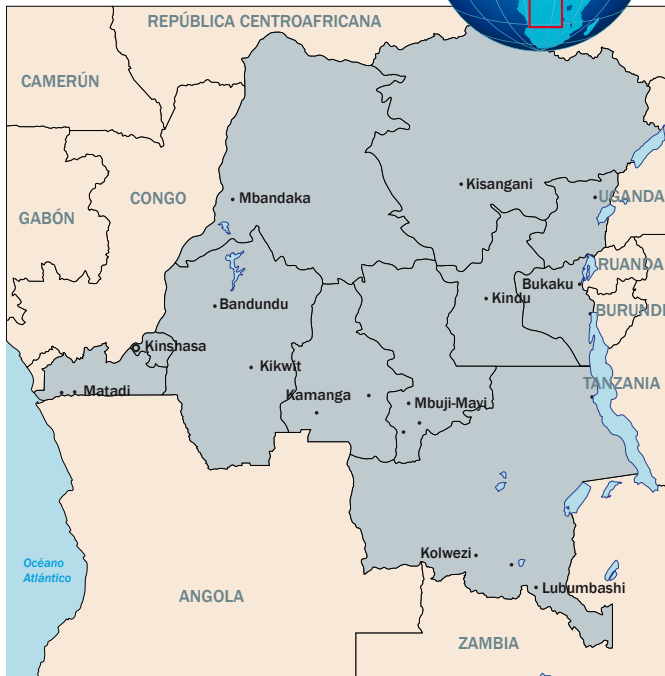 REPÚBLICA CENTROAFRICANA
CAMERÚN
Kisangani
CONGO
Mbandaka
UGANDA
GABÓN
RUANDA
Bukaku
Kindu
Bandundu
BURUNDI
Kinshasa
Kikwit
TANZANIA
Matadi
Kamanga
Mbuji-Mayi
Kolwezi
Océano
Atlántico
Lubumbashi
ANGOLA
ZAMBIA